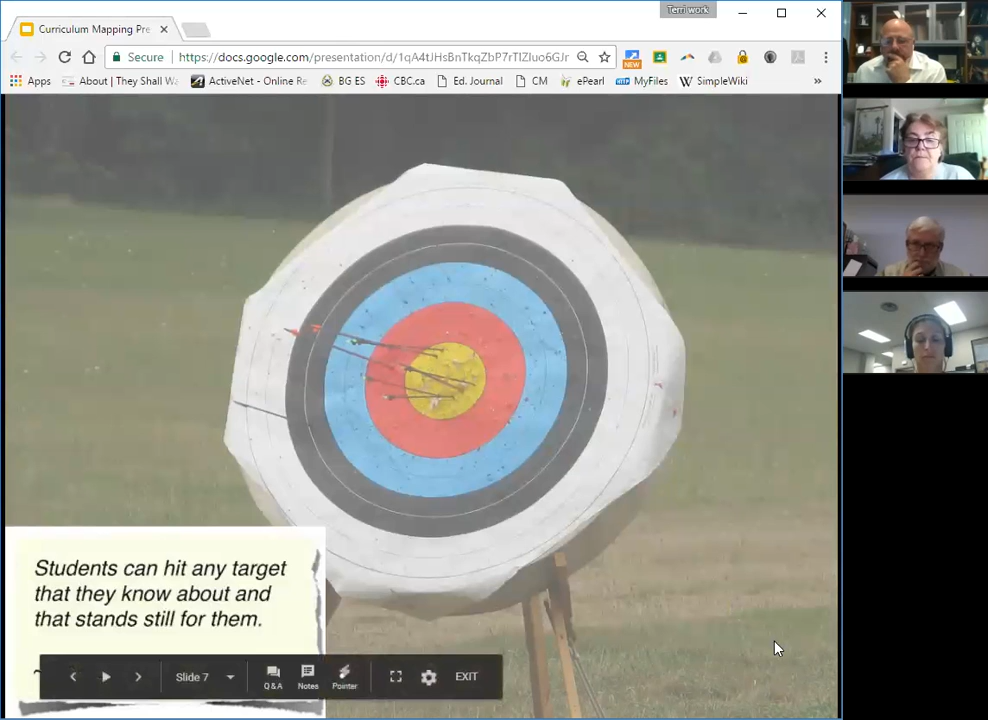 Terri work
Curriculum Mapping Pre
Secure
https://docs.google.com/presentation/d/1qA4tJHsBnTkqZbP7rTIZIuo6GJr
NEW
Apps
About | They Shall W
ActiveNet - Online Re
BG ES
CBC.ca
Ed. Journal
CM
ePearl
MyFiles
SimpleWiki
»
Students can hit any target
that they know about and
that stands still for them.
~
Slide 7
Q&A
Notes
Pointer
EXIT